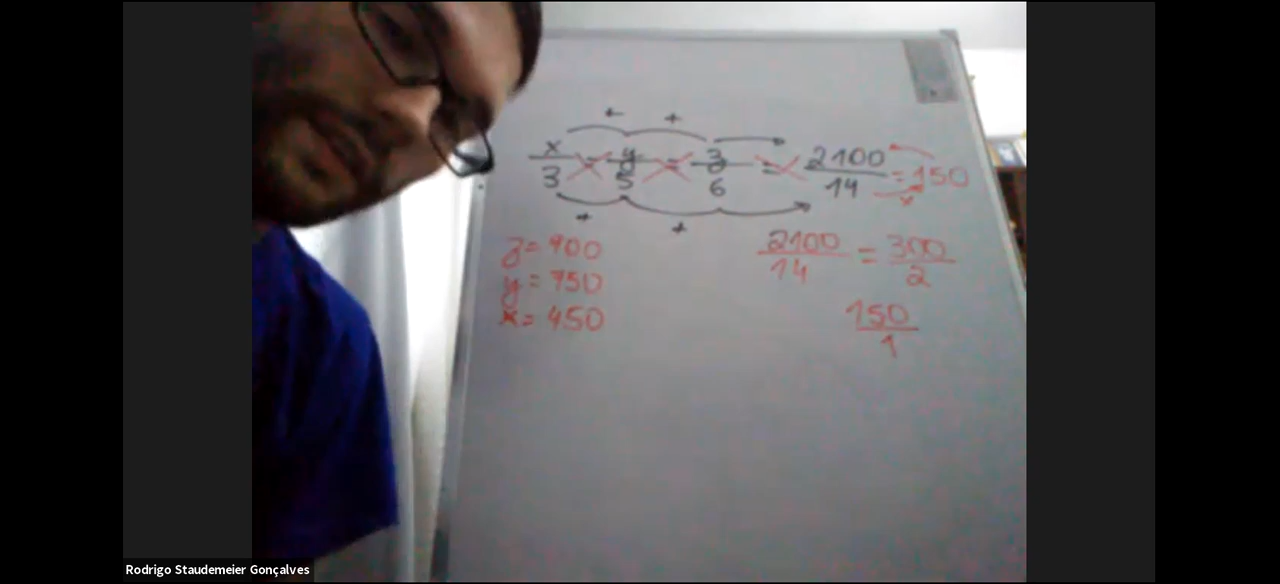 + +
x/3 = y/5 = z/6 = 2100/14 = 150
+ + x
z = 900
y = 750
x = 450
2100/14 = 300/2
150/1
Rodrigo Staudemeier Gonçalves